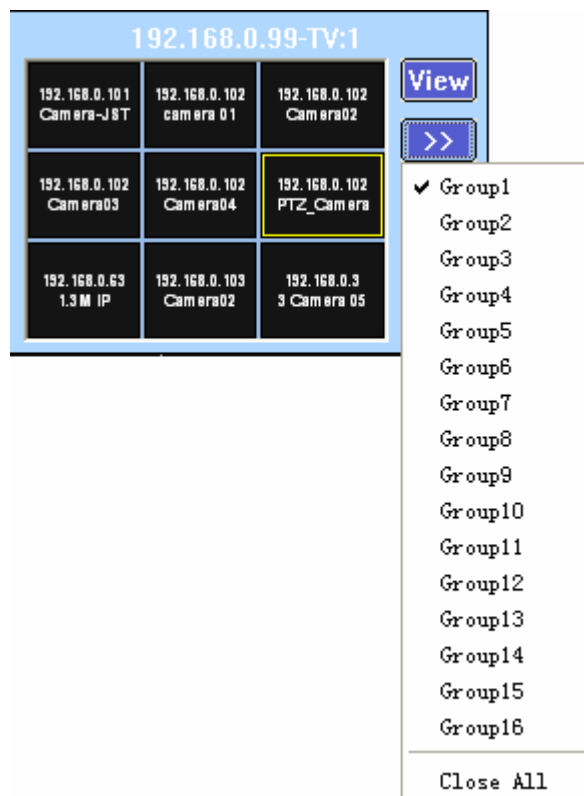 192.168.0.99-TV:1
View
>>
192.168.0.101 192.168.0.102 192.168.0.102
Camera-JST camera 01 Camera02
192.168.0.102 192.168.0.102 192.168.0.102
Camera03 Camera04 PTZ_Camera
192.168.0.63 192.168.0.103 192.168.0.3
1.3M IP Camera02 3 Camera 05
Group1
Group2
Group3
Group4
Group5
Group6
Group7
Group8
Group9
Group10
Group11
Group12
Group13
Group14
Group15
Group16
Close All